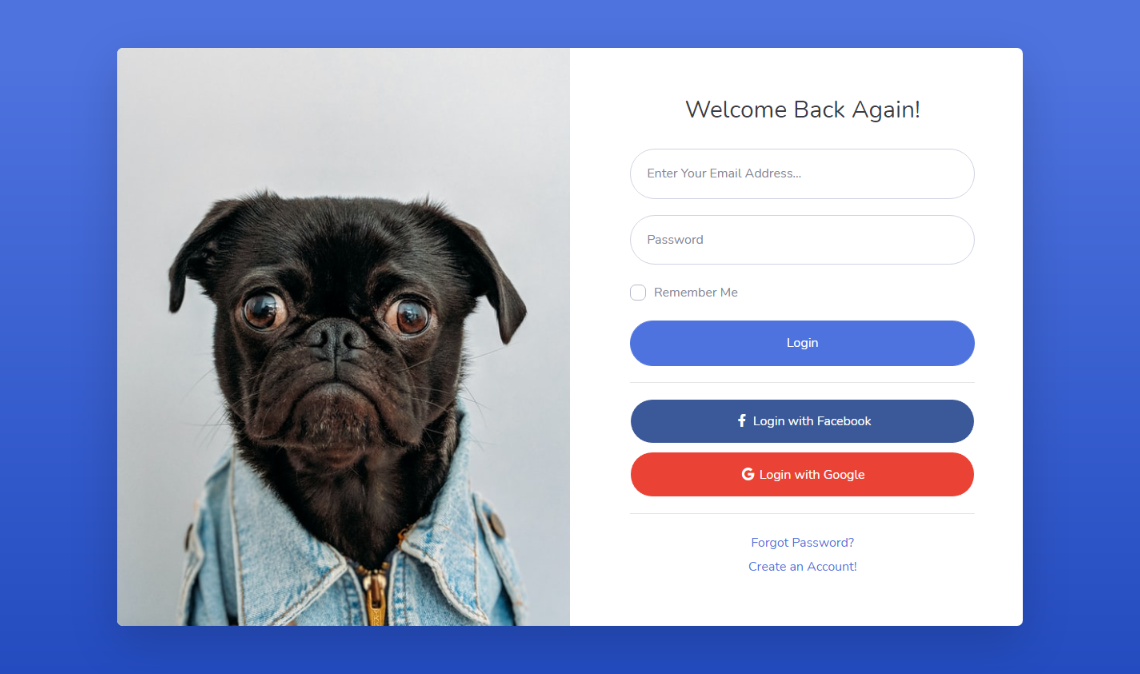 Welcome Back Again!
Enter Your Email Address...
Password
Remember Me
Login
Login with Facebook
Login with Google
Forgot Password?
Create an Account!